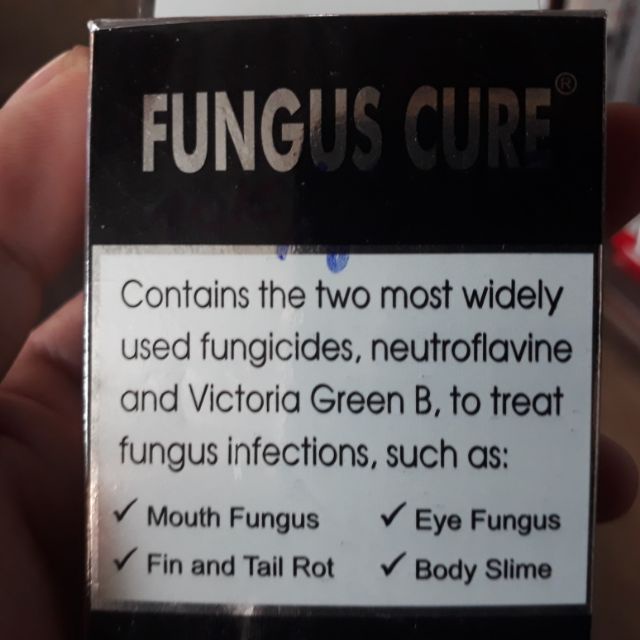 FUNGUS CURE®
Contains the two most widely
used fungicides, neutroflavine
and Victoria Green B, to treat
fungus infections, such as:
✓ Mouth Fungus ✓ Eye Fungus
✓ Fin and Tail Rot ✓ Body Slime